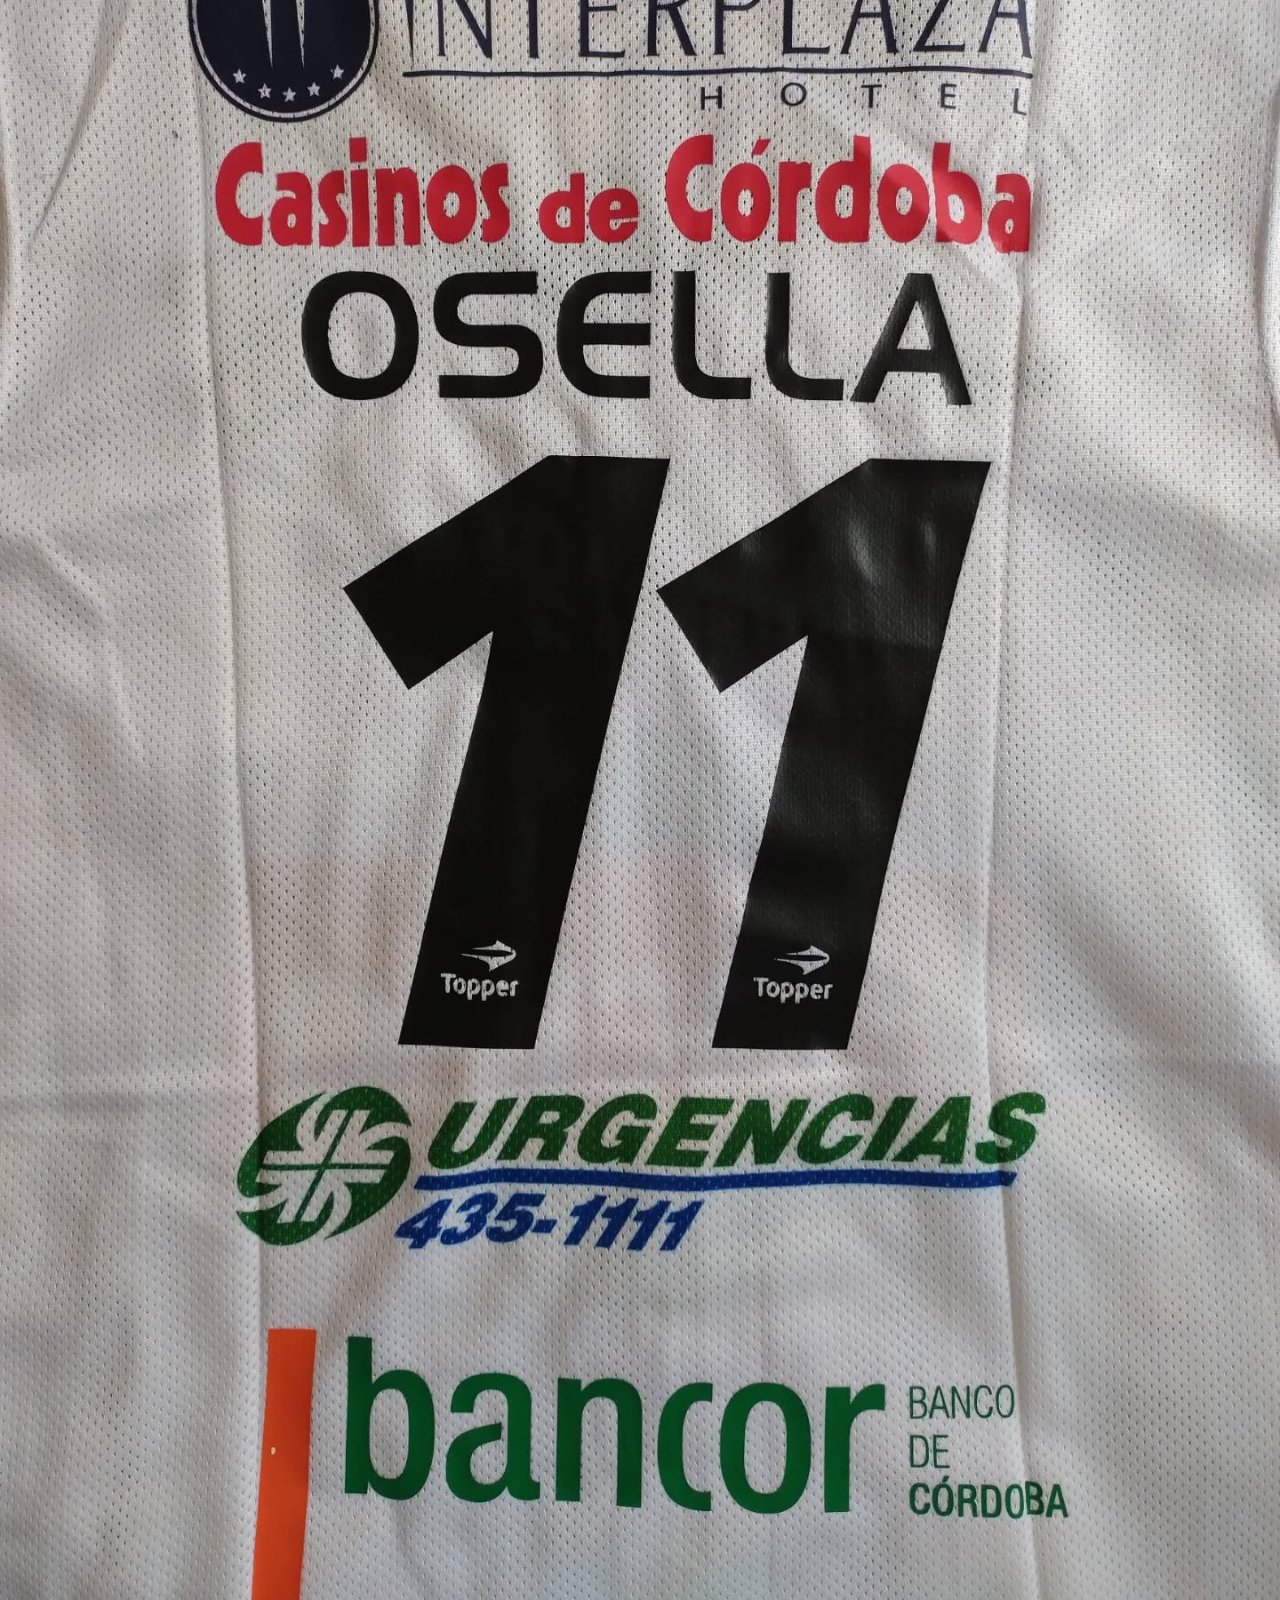 INTERPLAZA
HOTEL
Casinos de Córdoba
OSELLA
11
Topper Topper
URGENCIAS
435-1111
bancor
BANCO
DE
CÓRDOBA